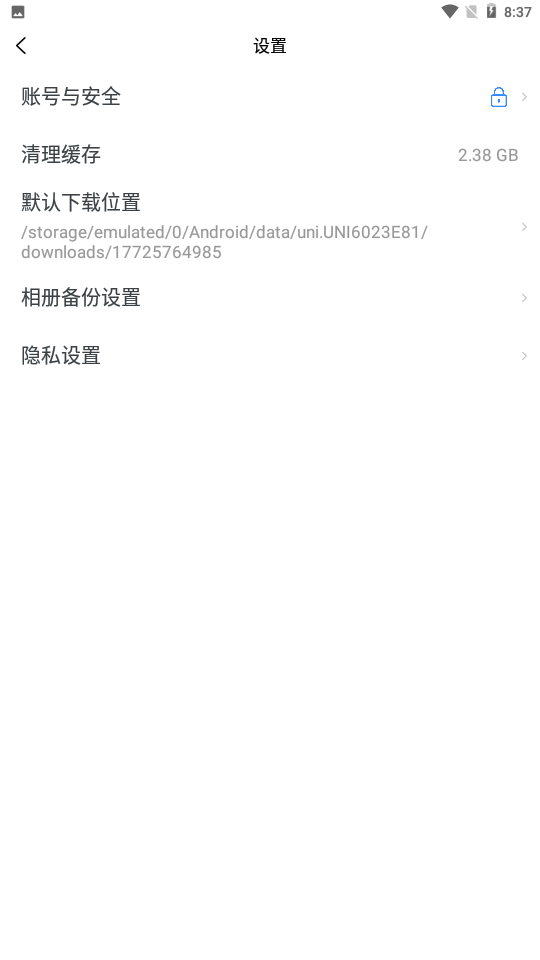 8:37
设置
账号与安全
清理缓存 2.38 GB
默认下载位置
/storage/emulated/0/Android/data/uni.UNI6023E81/
downloads/17725764985
相册备份设置
隐私设置